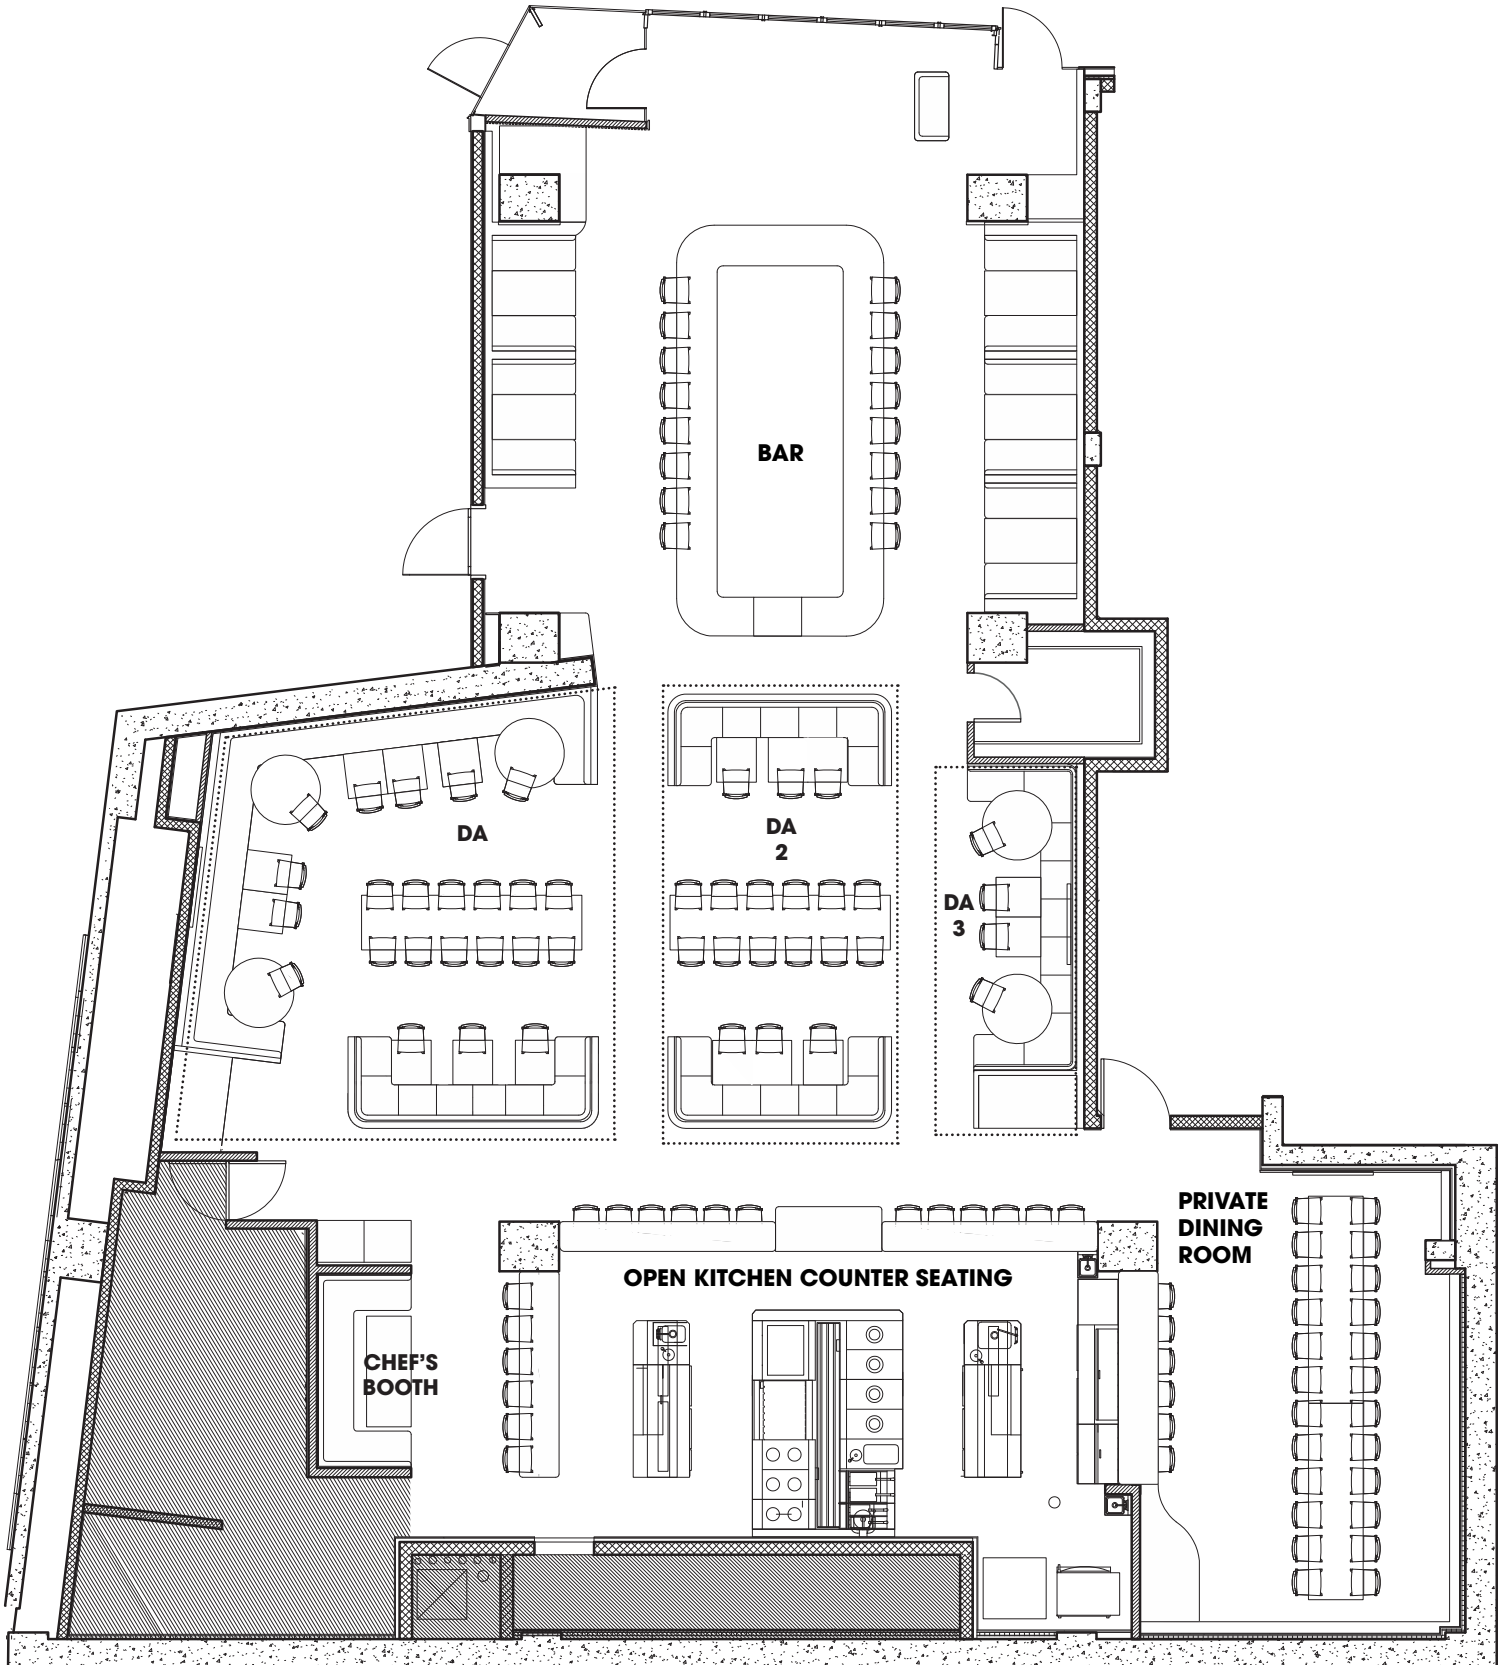 BAR
DA
DA
2
DA
3
PRIVATE
DINING
ROOM
OPEN KITCHEN COUNTER SEATING
CHEF'S
BOOTH